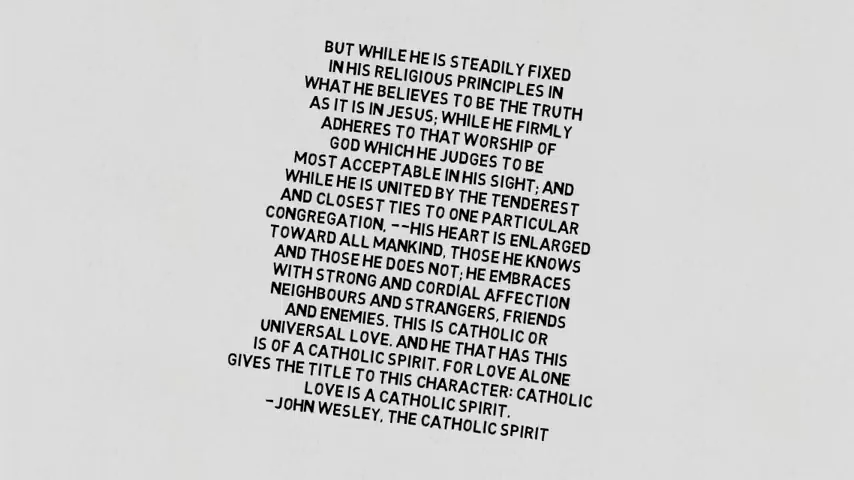 BUT WHILE HE IS STEADILY FIXED
IN HIS RELIGIOUS PRINCIPLES IN
WHAT HE BELIEVES TO BE THE TRUTH
AS IT IS IN JESUS; WHILE HE FIRMLY
ADHERES TO THAT WORSHIP OF
GOD WHICH HE JUDGES TO BE
MOST ACCEPTABLE IN HIS SIGHT; AND
WHILE HE IS UNITED BY THE TENDEREST
AND CLOSEST TIES TO ONE PARTICULAR
CONGREGATION, --HIS HEART IS ENLARGED
TOWARD ALL MANKIND, THOSE HE KNOWS
AND THOSE HE DOES NOT; HE EMBRACES
WITH STRONG AND CORDIAL AFFECTION
NEIGHBOURS AND STRANGERS, FRIENDS
AND ENEMIES. THIS IS CATHOLIC OR
UNIVERSAL LOVE. AND HE THAT HAS THIS
IS OF A CATHOLIC SPIRIT. FOR LOVE ALONE
GIVES THE TITLE TO THIS CHARACTER: CATHOLIC
LOVE IS A CATHOLIC SPIRIT.
-JOHN WESLEY, THE CATHOLIC SPIRIT